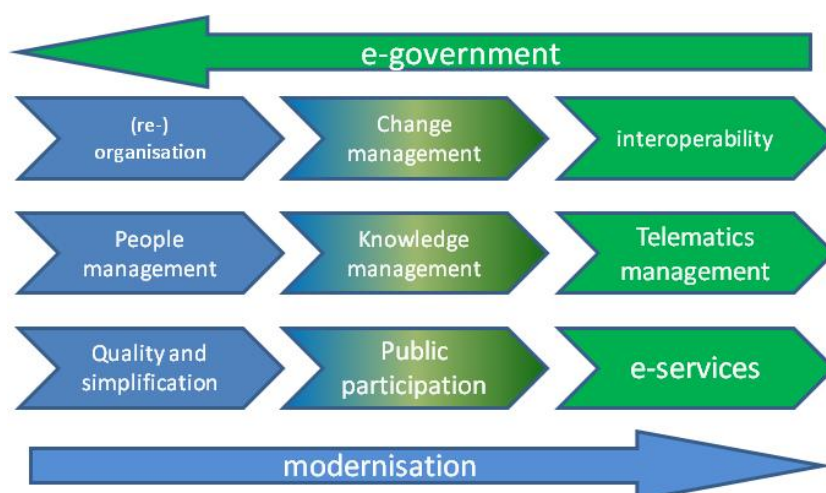 e-government
(re-)
organisation
Change
management
interoperability
People
management
Knowledge
management
Telematics
management
Quality and
simplification
Public
participation
e-services
modernisation